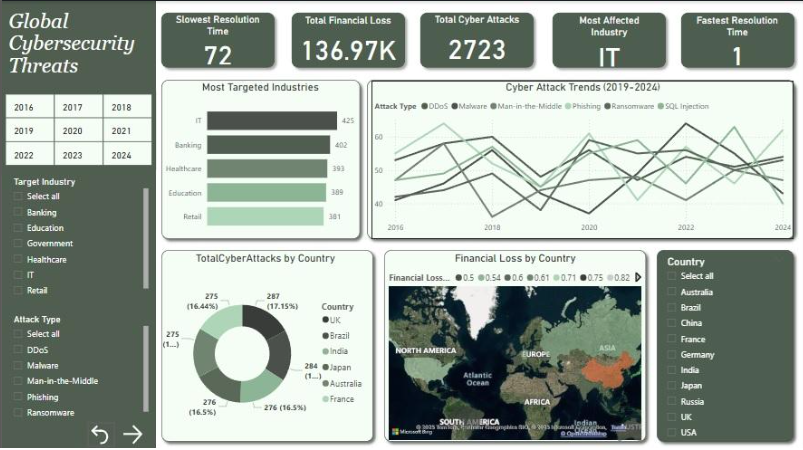 Global
Cybersecurity
Threats
2016 2017 2018
2019 2020 2021
2022 2023 2024
Target Industry
Select all
Banking
Education
Government
Healthcare
IT
Retail
Attack Type
Select all
DDoS
Malware
Man-in-the-Middle
Phishing
Ransomware
Slowest Resolution
Time
72
Total Financial Loss
136.97K
Total Cyber Attacks
2723
Most Affected
Industry
IT
Fastest Resolution
Time
1
Most Targeted Industries
IT 425
Banking 402
Healthcare 393
Education 389
Retail 381
Cyber Attack Trends (2019-2024)
Attack Type DDoS Malware Man-in-the-Middle Phishing Ransomware SQL Injection
60
50
40
2016 2018 2020 2022 2024
TotalCyberAttacks by Country
275
(16.44%)
287
(17.15%)
275
(1...)
284
(1...)
276
(16.5%)
276 (16.5%)
Country
UK
Brazil
India
Japan
Australia
France
Financial Loss by Country
Financial Loss... 0.5 0.54 0.6 0.61 0.71 0.75 0.82
NORTH AMERICA
EUROPE
ASIA
Atlantic
Ocean
AFRICA
SOUTH AMERICA
Indian
Microsoft Bing
Country
Select all
Australia
Brazil
China
France
Germany
India
Japan
Russia
UK
USA